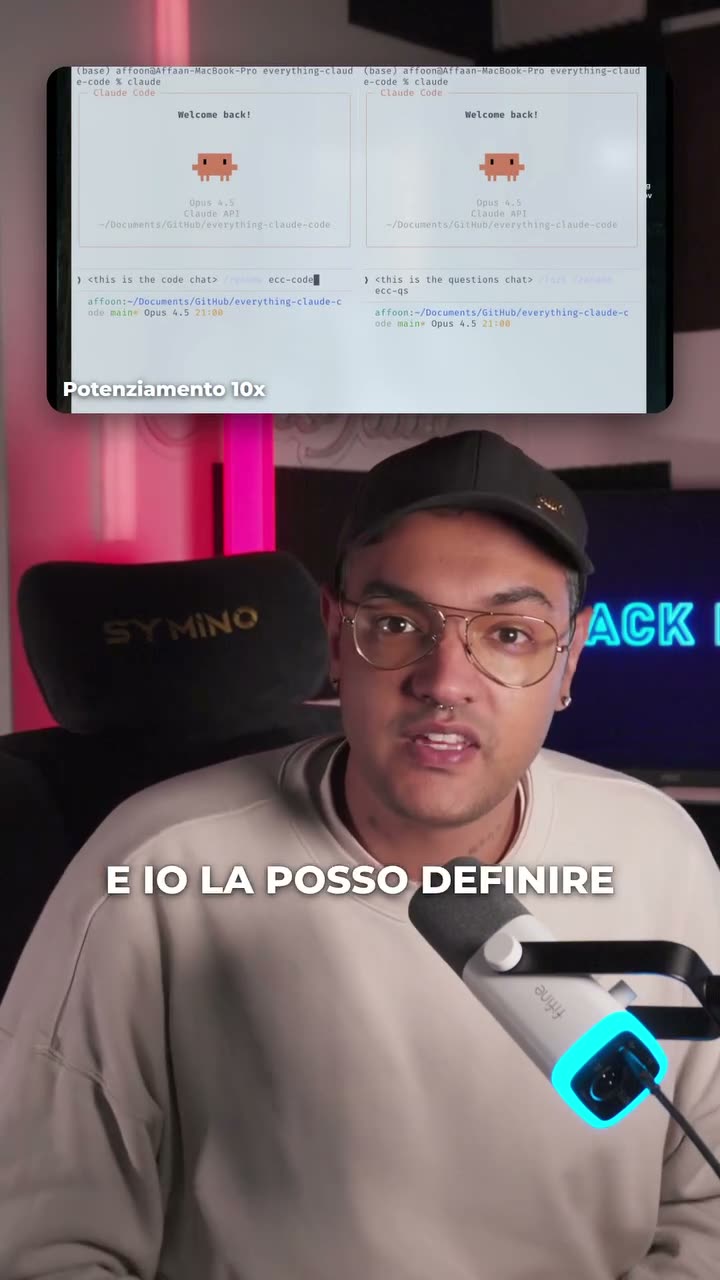 (base) affoon@Affaan-MacBook-Pro everything-claud
e-code % claude
Claude Code
Welcome back!
Opus 4.5
Claude API
~/Documents/GitHub/everything-claude-code
❯ <this is the code chat> /rename ecc-code
affoon:~/Documents/GitHub/everything-claude-c
ode main* Opus 4.5 21:00
(base) affoon@Affaan-MacBook-Pro everything-claud
e-code % claude
Claude Code
Welcome back!
Opus 4.5
Claude API
~/Documents/GitHub/everything-claude-code
❯ <this is the questions chat> /rename
ecc-qs
affoon:~/Documents/GitHub/everything-claude-c
ode main* Opus 4.5 21:00
Potenziamento 10x
SYMINO
ACK
E IO LA POSSO DEFINIRE
fifine